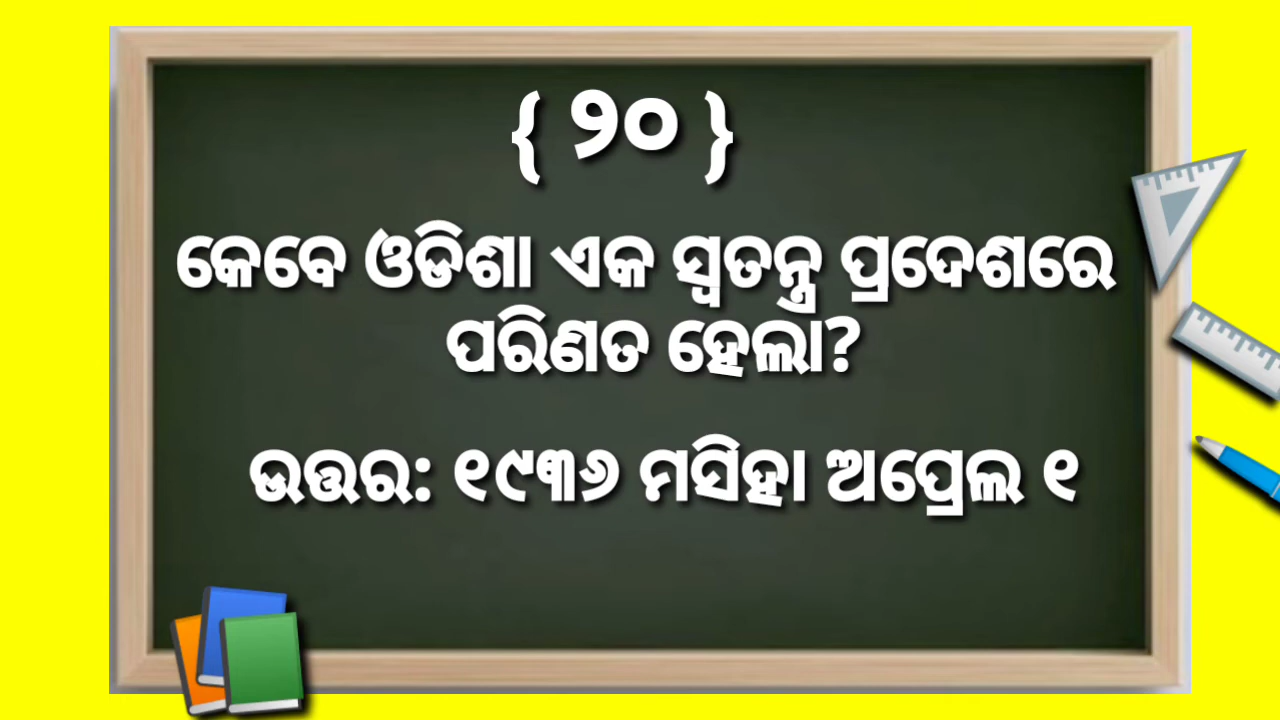 { ୨୦ }
କେବେ ଓଡିଶା ଏକ ସ୍ୱତନ୍ତ୍ର ପ୍ରଦେଶରେ
ପରିଣତ ହେଲା?
ଉତ୍ତର: ୧୯୩୬ ମସିହା ଅପ୍ରେଲ ୧